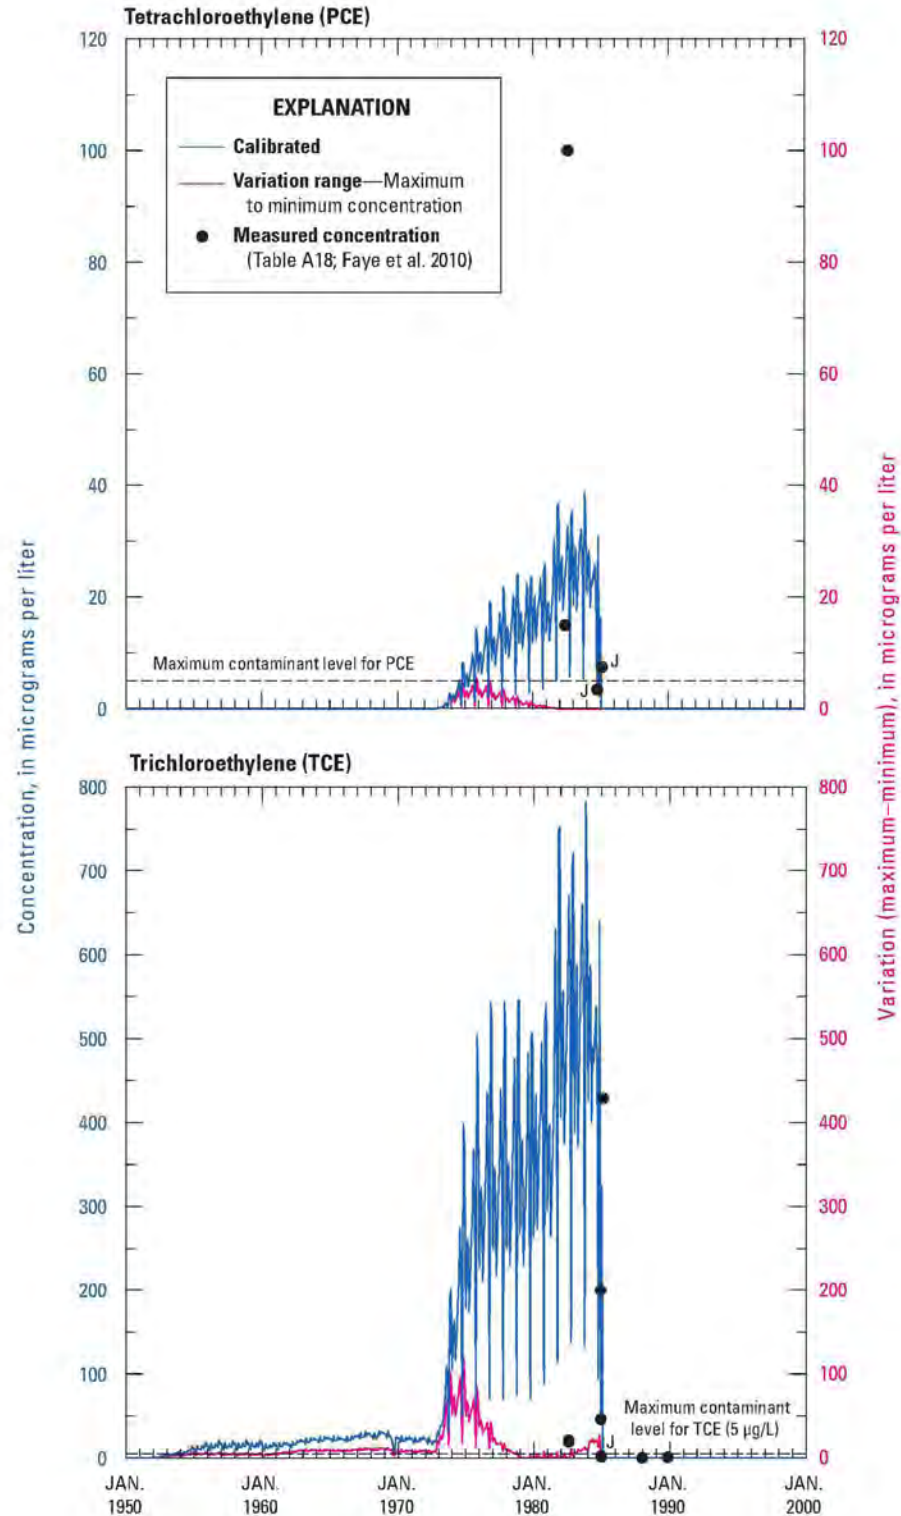 Tetrachloroethylene (PCE)
120
100
80
60
40
20
0
120
100
80
60
40
20
0
EXPLANATION
Calibrated
Variation range—Maximum
to minimum concentration
Measured concentration
(Table A18; Faye et al. 2010)
Maximum contaminant level for PCE
J
J
Concentration, in micrograms per liter
Variation (maximum–minimum), in micrograms per liter
Trichloroethylene (TCE)
800
700
600
500
400
300
200
100
0
800
700
600
500
400
300
200
100
0
Maximum contaminant
level for TCE (5 µg/L)
J
JAN. JAN. JAN. JAN. JAN. JAN.
1950 1960 1970 1980 1990 2000